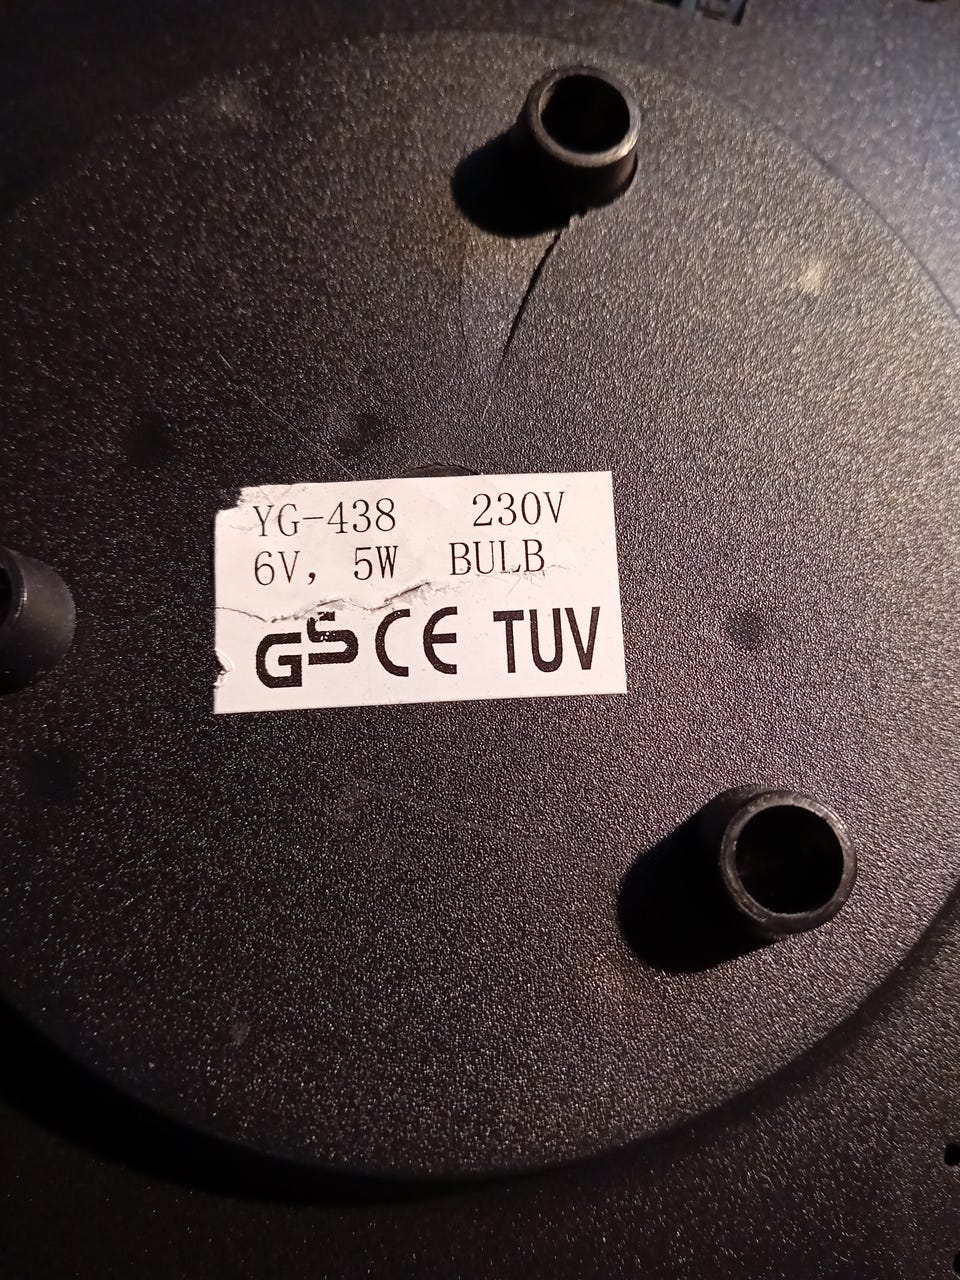 YG-438 230V
6V, 5W BULB
GS CE TUV